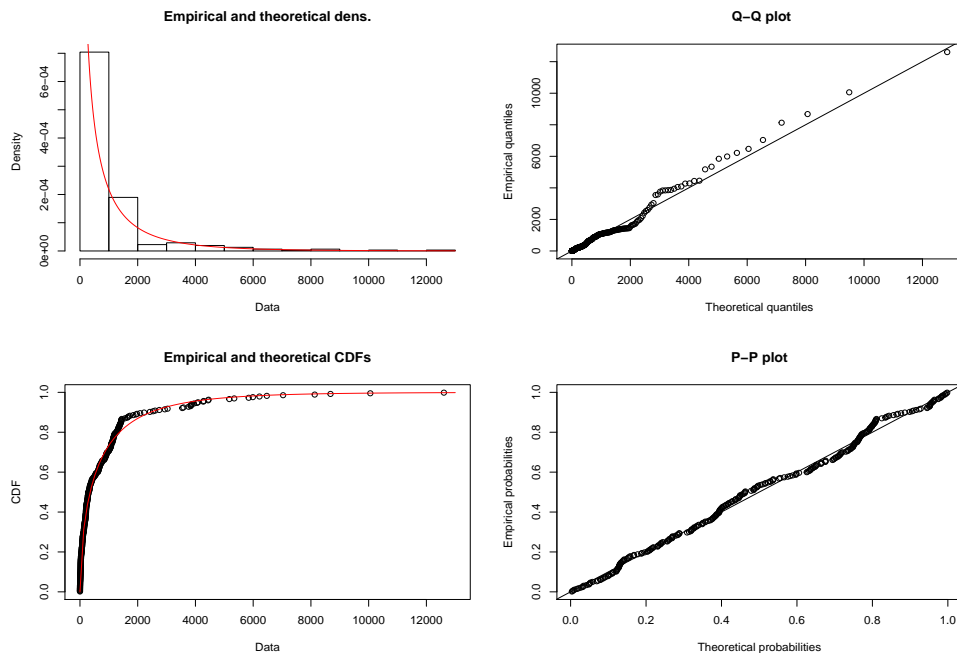 Empirical and theoretical dens.
Density
0e+00 2e−04 4e−04 6e−04
0 2000 4000 6000 8000 10000 12000
Data
Q−Q plot
Empirical quantiles
0 2000 6000 10000
0 2000 4000 6000 8000 10000 12000
Theoretical quantiles
Empirical and theoretical CDFs
CDF
0.0 0.2 0.4 0.6 0.8 1.0
0 2000 4000 6000 8000 10000 12000
Data
P−P plot
Empirical probabilities
0.0 0.2 0.4 0.6 0.8 1.0
0.0 0.2 0.4 0.6 0.8 1.0
Theoretical probabilities